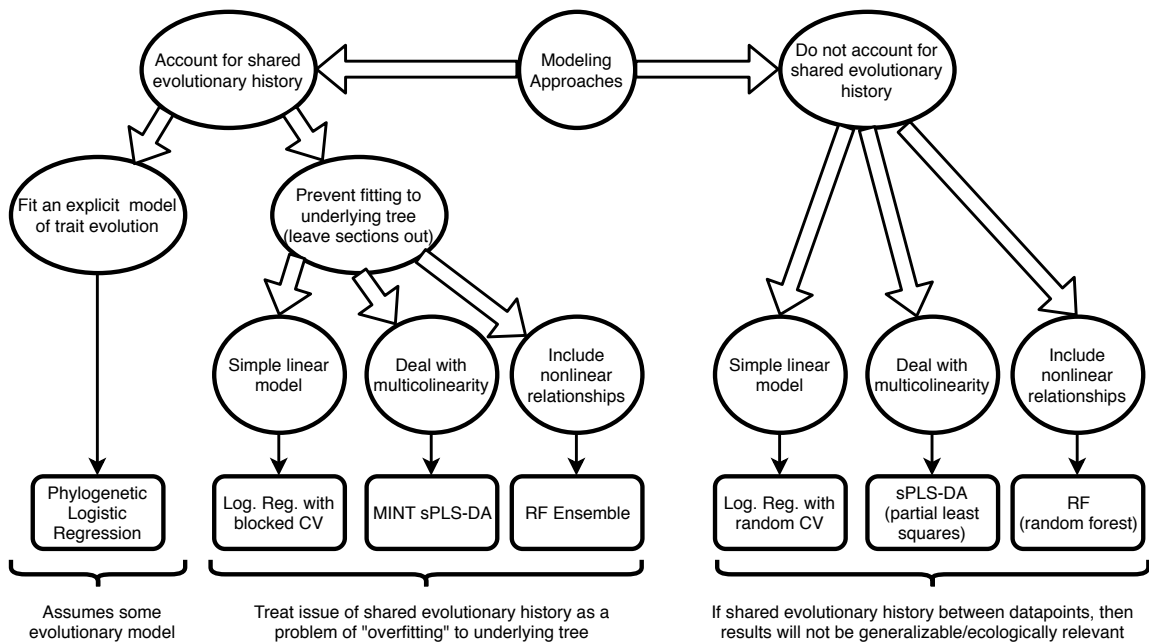 Account for shared
evolutionary history
Modeling
Approaches
Do not account for
shared evolutionary
history
Fit an explicit model
of trait evolution
Prevent fitting to
underlying tree
(leave sections out)
Simple linear
model
Deal with
multicolinearity
Include
nonlinear
relationships
Simple linear
model
Deal with
multicolinearity
Include
nonlinear
relationships
Phylogenetic
Logistic
Regression
Log. Reg. with
blocked CV
MINT sPLS-DA
RF Ensemble
Log. Reg. with
random CV
sPLS-DA
(partial least
squares)
RF
(random forest)
Assumes some
evolutionary model
Treat issue of shared evolutionary history as a
problem of "overfitting" to underlying tree
If shared evolutionary history between datapoints, then
results will not be generalizable/ecologically relevant